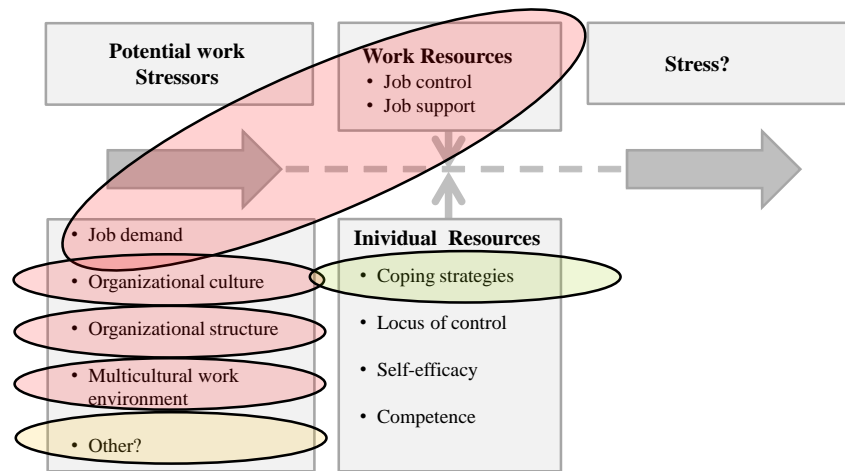 Potential work
Stressors
Work Resources
• Job control
• Job support
Stress?
• Job demand
• Organizational culture
• Organizational structure
• Multicultural work
environment
• Other?
Inividual Resources
• Coping strategies
• Locus of control
• Self-efficacy
• Competence